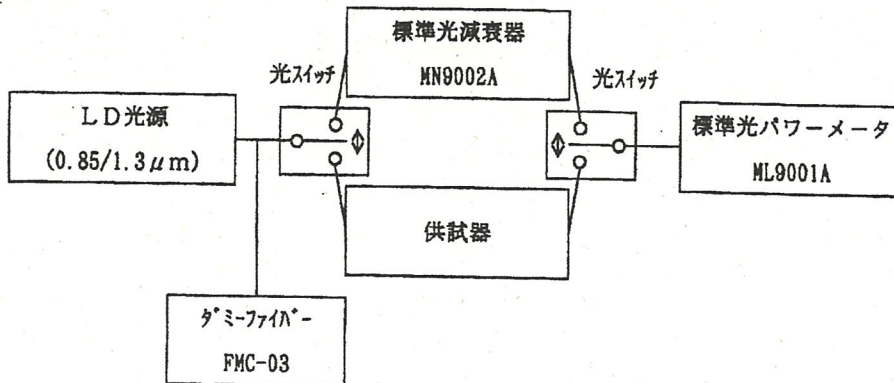 標準光減衰器
MN9002A
光スイッチ
光スイッチ
LD光源
(0.85/1.3μm)
標準光パワーメータ
ML9001A
供試器
ダミーファイバー
FMC-03